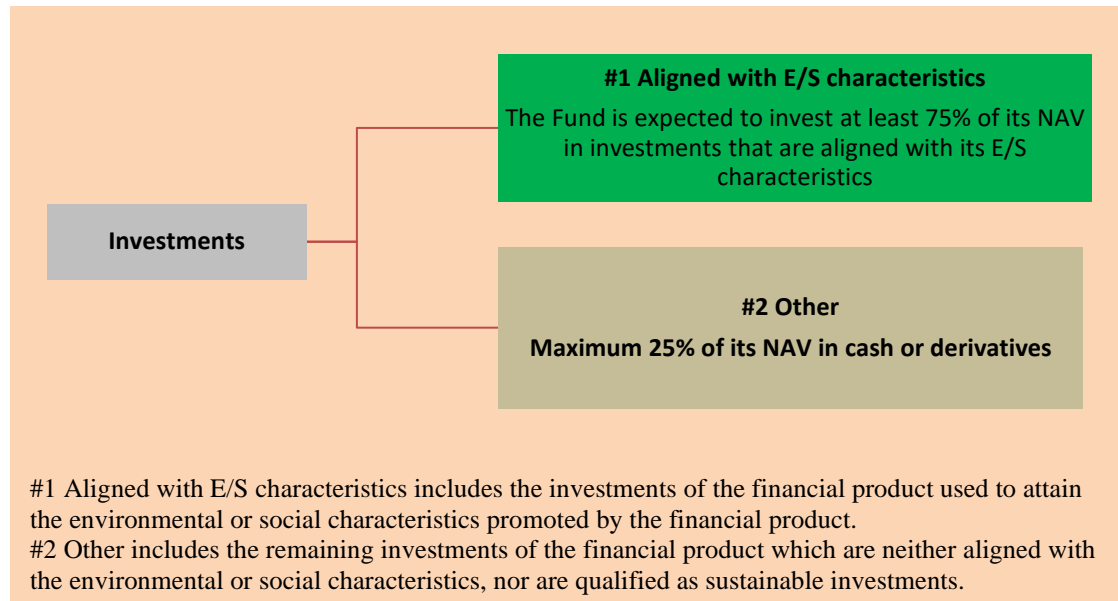 #1 Aligned with E/S characteristics
The Fund is expected to invest at least 75% of its NAV
in investments that are aligned with its E/S
characteristics
Investments
#2 Other
Maximum 25% of its NAV in cash or derivatives
#1 Aligned with E/S characteristics includes the investments of the financial product used to attain
the environmental or social characteristics promoted by the financial product.
#2 Other includes the remaining investments of the financial product which are neither aligned with
the environmental or social characteristics, nor are qualified as sustainable investments.